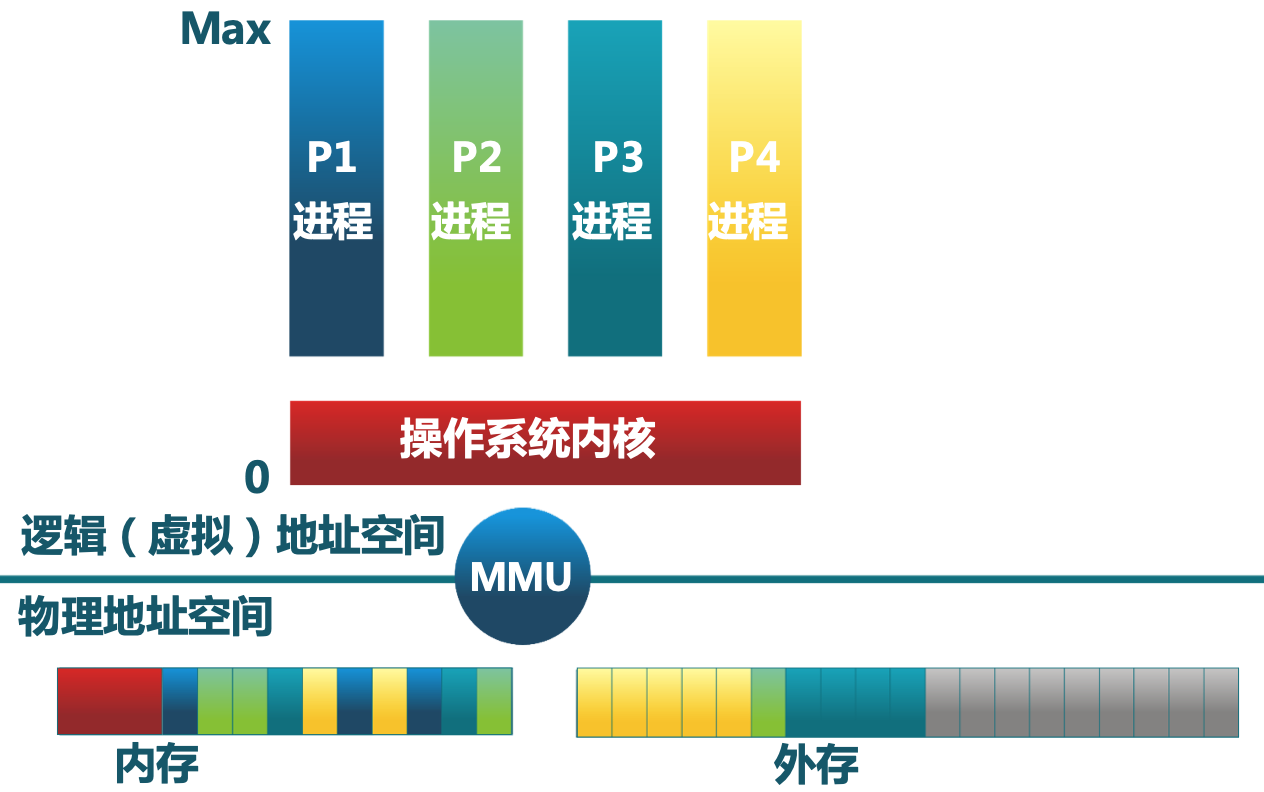 Max
P1 进程
P2 进程
P3 进程
P4 进程
操作系统内核
0
逻辑（虚拟）地址空间
MMU
物理地址空间
内存
外存